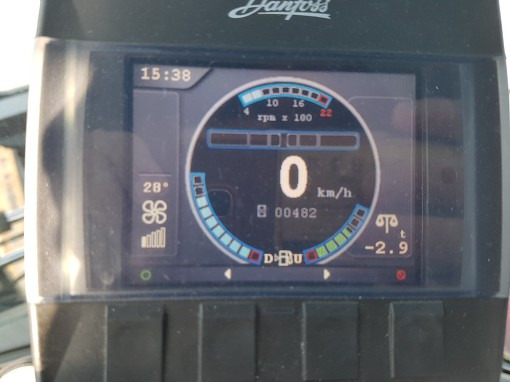 Danfoss
15:38
4 10 16 22
rpm x 100
0 km/h
00482
28°
t
-2.9
D U